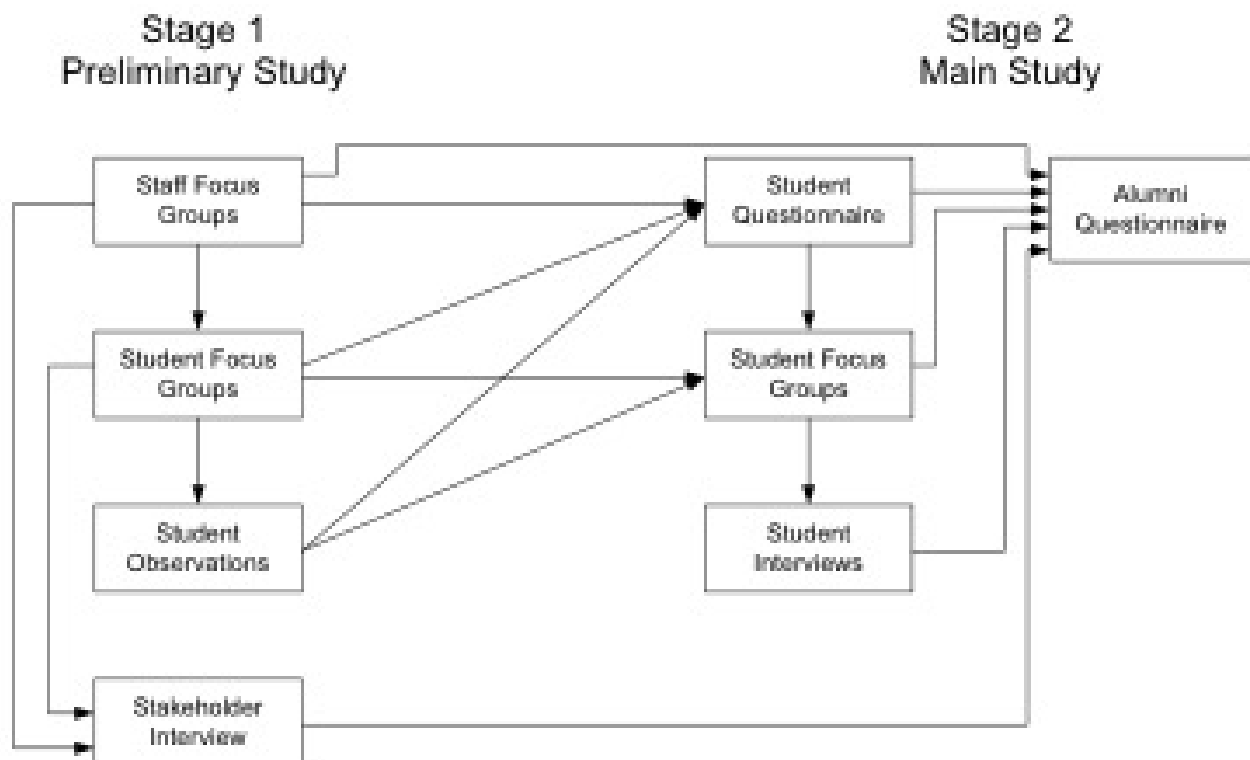 Stage 1
Preliminary Study
Stage 2
Main Study
Staff Focus
Groups
Student
Questionnaire
Alumni
Questionnaire
Student Focus
Groups
Student Focus
Groups
Student
Observations
Student
Interviews
Stakeholder
Interview